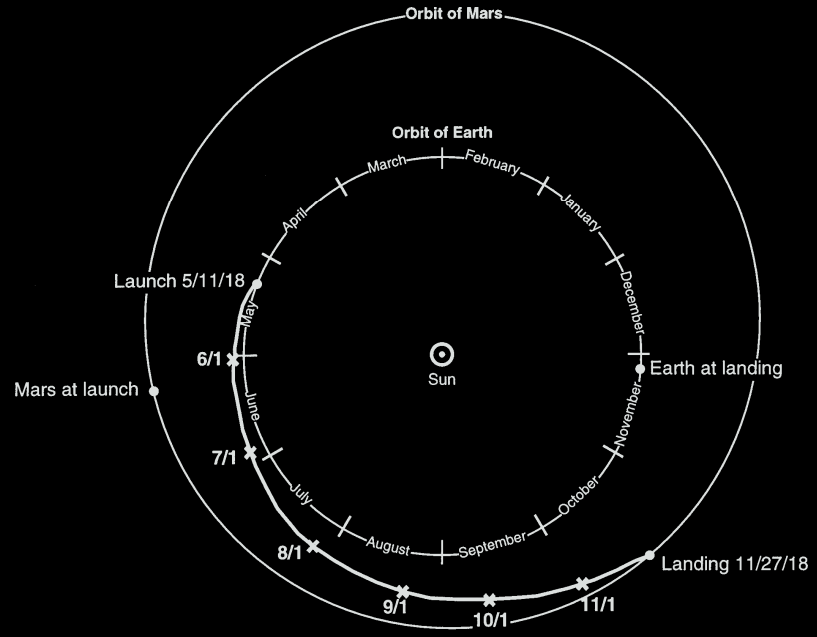 Orbit of Mars
Orbit of Earth
March
February
April
January
Launch 5/11/18
May
December
6/1
Sun
Earth at landing
Mars at launch
June
November
7/1
July
October
August
September
8/1
Landing 11/27/18
9/1
10/1
11/1